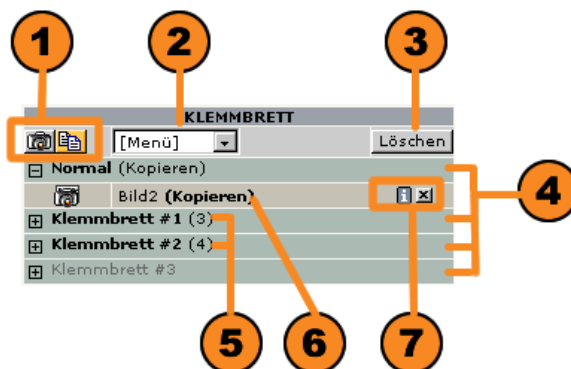 1 2 3
KLEMMBRETT
[Menü] Löschen
Normal (Kopieren)
Bild2 (Kopieren) i x
Klemmbrett #1 (3)
4
Klemmbrett #2 (4)
Klemmbrett #3
5 6 7